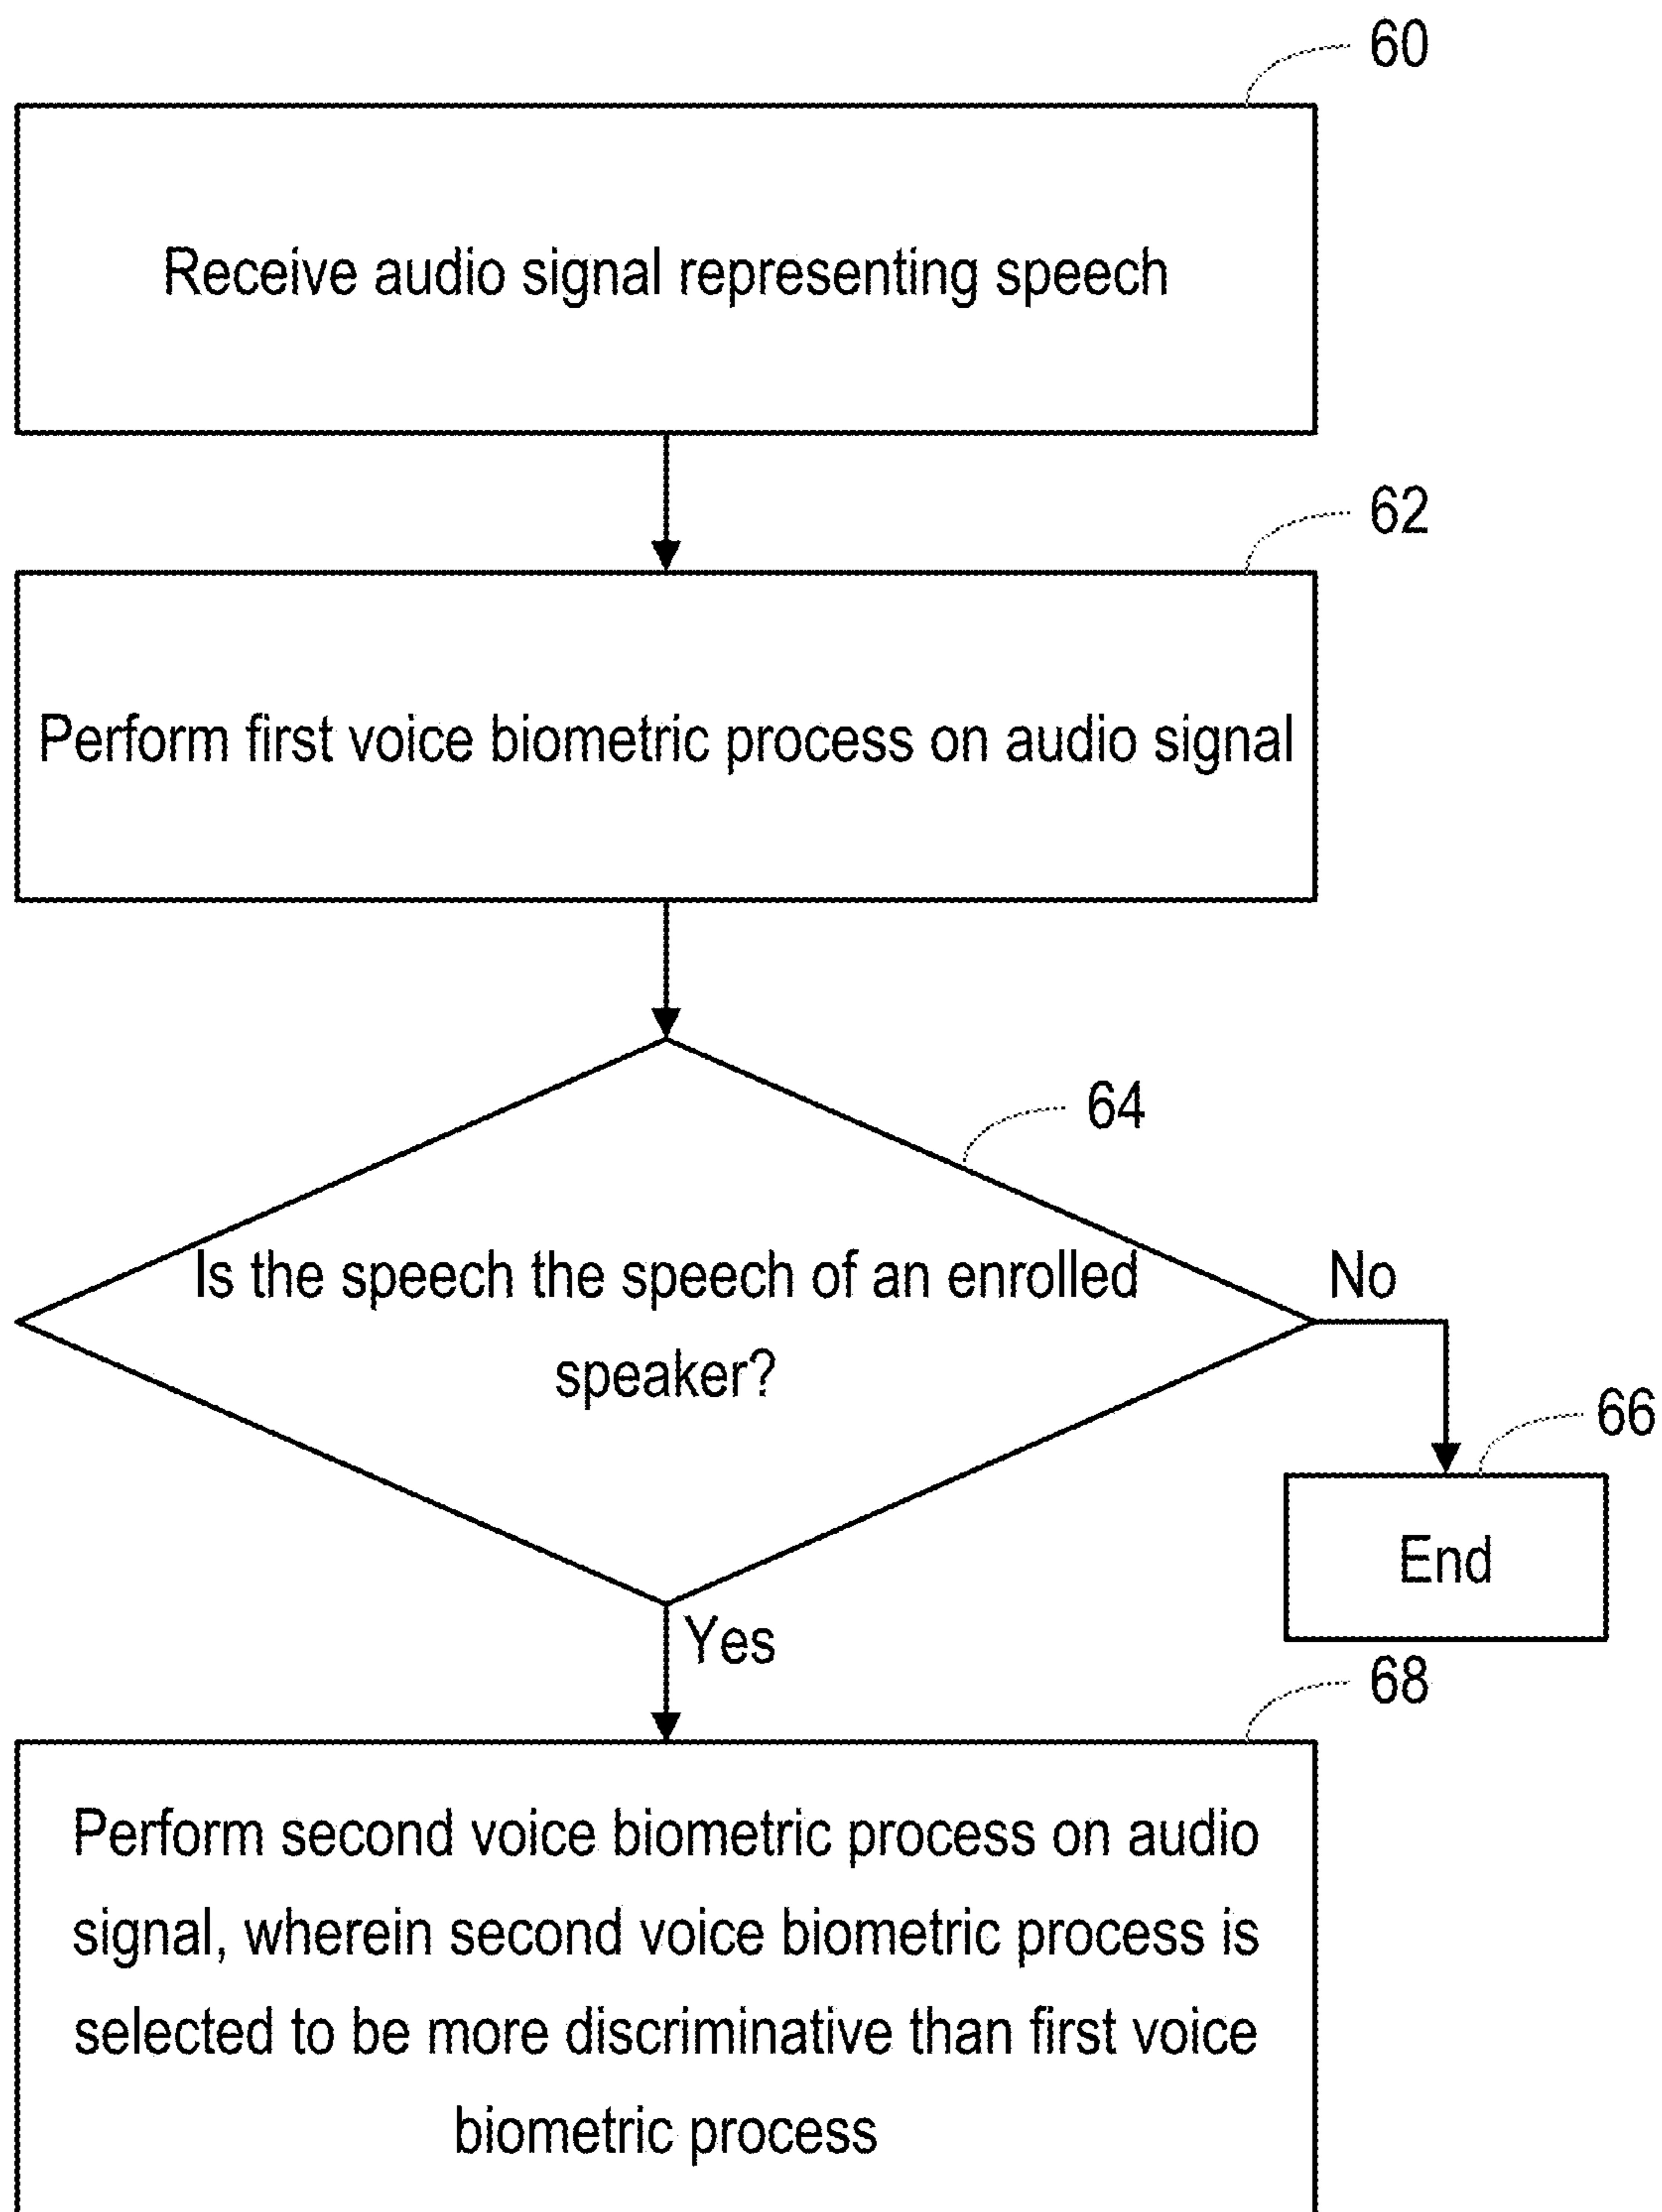 60
Receive audio signal representing speech
62
Perform first voice biometric process on audio signal
64
Is the speech the speech of an enrolled
speaker?
No
66
End
Yes
68
Perform second voice biometric process on audio
signal, wherein second voice biometric process is
selected to be more discriminative than first voice
biometric process